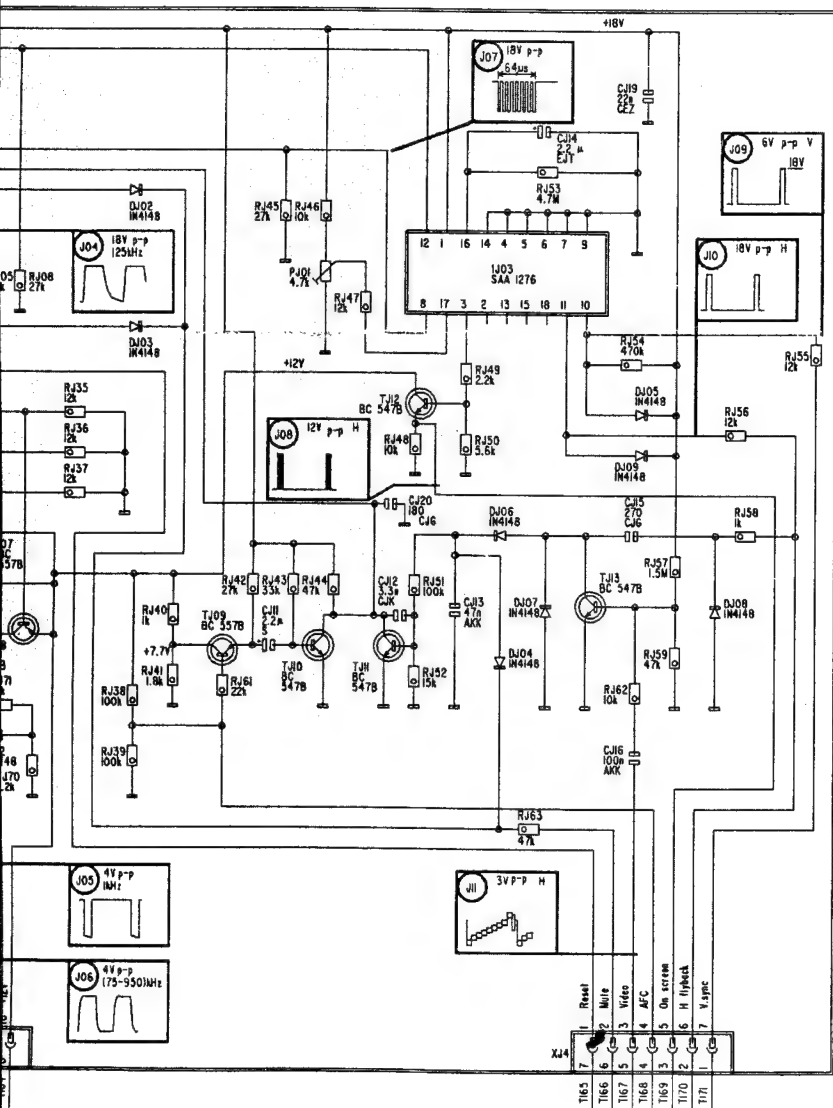 +18V
J07
18V p-p
64µs
CJ19
22n
CEZ
CJ14
2.2 µ
EJT
RJ53
4.7M
J09
6V p-p V
18V
J10
18V p-p H
DJ02
IN4148
RJ45
27k
RJ46
10k
J04
18V p-p
125kHz
RJ08
27k
PJ01
4.7k
RJ47
12k
12 1 16 14 4 5 6 7 9
1J03
SAA 1276
8 17 3 2 13 15 18 11 10
DJ03
IN4148
+12V
RJ54
470k
RJ55
12k
RJ49
2.2k
TJ12
BC 547B
DJ05
IN4148
RJ35
12k
RJ36
12k
RJ37
12k
J08
12V p-p H
RJ48
10k
RJ50
5.6k
RJ56
12k
DJ09
IN4148
CJ20
180
CJG
DJ06
IN4148
CJ15
270
CJG
RJ58
1k
RJ57
1.5M
TJ13
BC 547B
RJ42
27k
RJ43
33k
RJ44
47k
CJ12
3.3n
CJK
RJ51
100k
CJ13
47n
AKK
DJ07
IN4148
DJ08
IN4148
RJ40
1k
TJ09
BC 557B
CJ11
2.2µ
S
+7.7V
RJ41
1.8k
RJ61
22k
TJ10
BC
547B
TJ11
BC
547B
RJ52
15k
DJ04
IN4148
RJ59
47k
RJ62
10k
RJ38
100k
RJ39
100k
CJ16
100n
AKK
RJ63
47k
J05
4V p-p
1kHz
J11
3V p-p H
J06
4V p-p
(75-950)kHz
1 Reset
2 Mute
3 Video
4 AFC
5 On screen
6 H flyback
7 V.sync
XJ4
7 6 5 4 3 2 1
T165
T166
T167
T168
T169
T170
T171